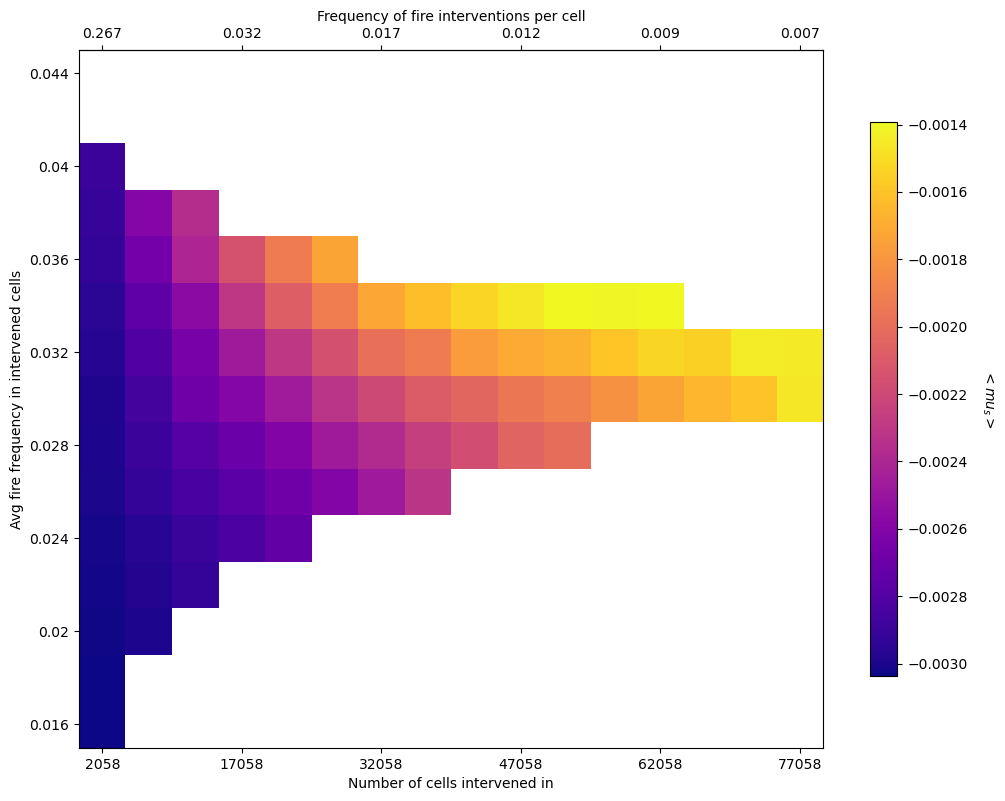 Frequency of fire interventions per cell
0.267 0.032 0.017 0.012 0.009 0.007
Avg fire frequency in intervened cells
0.044
0.04
0.036
0.032
0.028
0.024
0.02
0.016
2058 17058 32058 47058 62058 77058
Number of cells intervened in
−0.0014
−0.0016
−0.0018
−0.0020
−0.0022
−0.0024
−0.0026
−0.0028
−0.0030
< mu_s >